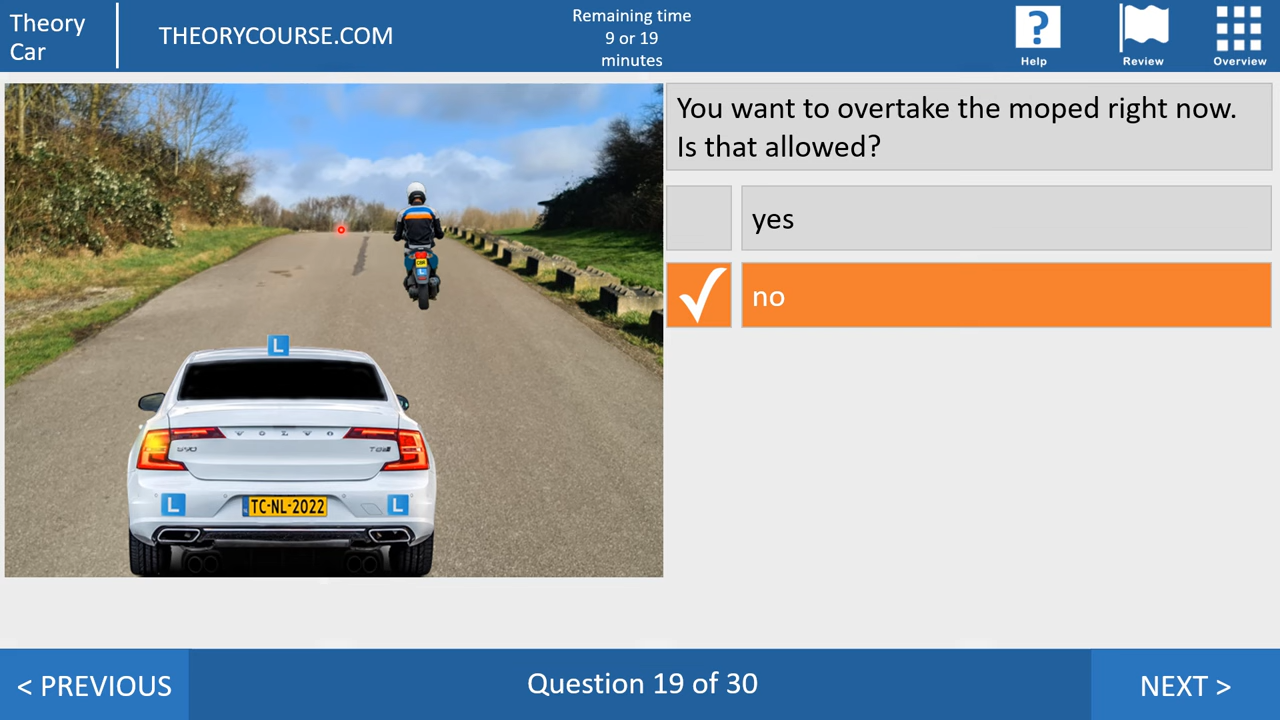 Theory
Car
THEORYCOURSE.COM
Remaining time
9 or 19
minutes
Help
Review
Overview
You want to overtake the moped right now.
Is that allowed?
yes
no
L
L
L
VOLVO
TC-NL-2022
< PREVIOUS
Question 19 of 30
NEXT >